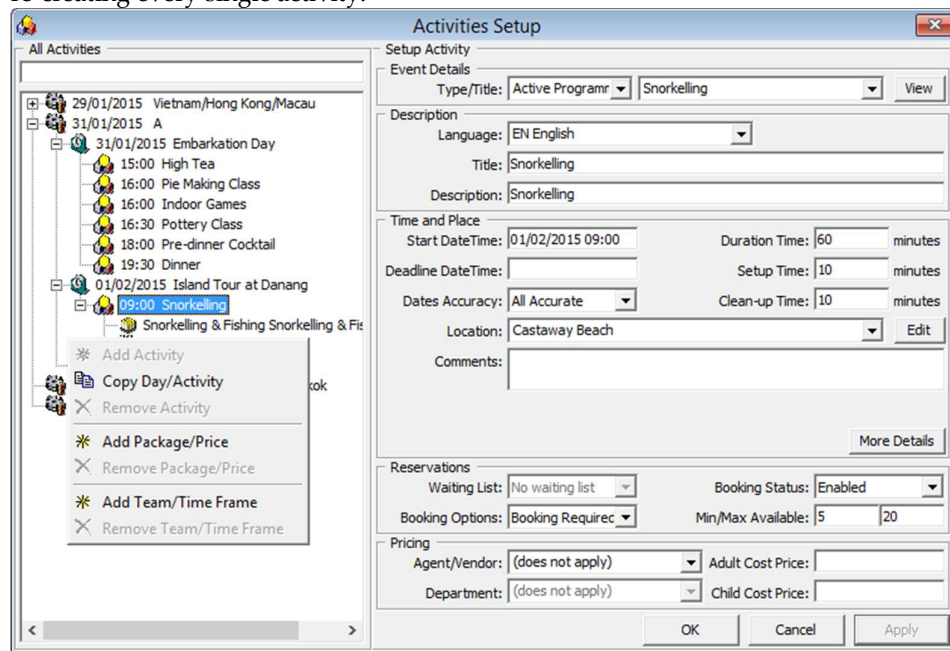 Activities Setup
All Activities
29/01/2015 Vietnam/Hong Kong/Macau
31/01/2015 A
31/01/2015 Embarkation Day
15:00 High Tea
16:00 Pie Making Class
16:00 Indoor Games
16:30 Pottery Class
18:00 Pre-dinner Cocktail
19:30 Dinner
01/02/2015 Island Tour at Danang
09:00 Snorkelling
Snorkelling & Fishing Snorkelling & Fis
Add Activity
Copy Day/Activity
kok
Remove Activity
Add Package/Price
Remove Package/Price
Add Team/Time Frame
Remove Team/Time Frame
Setup Activity
Event Details
Type/Title: Active Programr Snorkelling View
Description
Language: EN English
Title: Snorkelling
Description: Snorkelling
Time and Place
Start DateTime: 01/02/2015 09:00 Duration Time: 60 minutes
Deadline DateTime: Setup Time: 10 minutes
Dates Accuracy: All Accurate Clean-up Time: 10 minutes
Location: Castaway Beach Edit
Comments:
More Details
Reservations
Waiting List: No waiting list Booking Status: Enabled
Booking Options: Booking Required Min/Max Available: 5 20
Pricing
Agent/Vendor: (does not apply) Adult Cost Price:
Department: (does not apply) Child Cost Price:
OK Cancel Apply